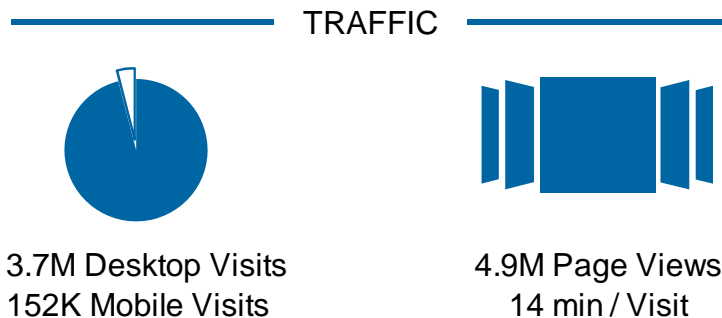 TRAFFIC
3.7M Desktop Visits
152K Mobile Visits
4.9M Page Views
14 min / Visit